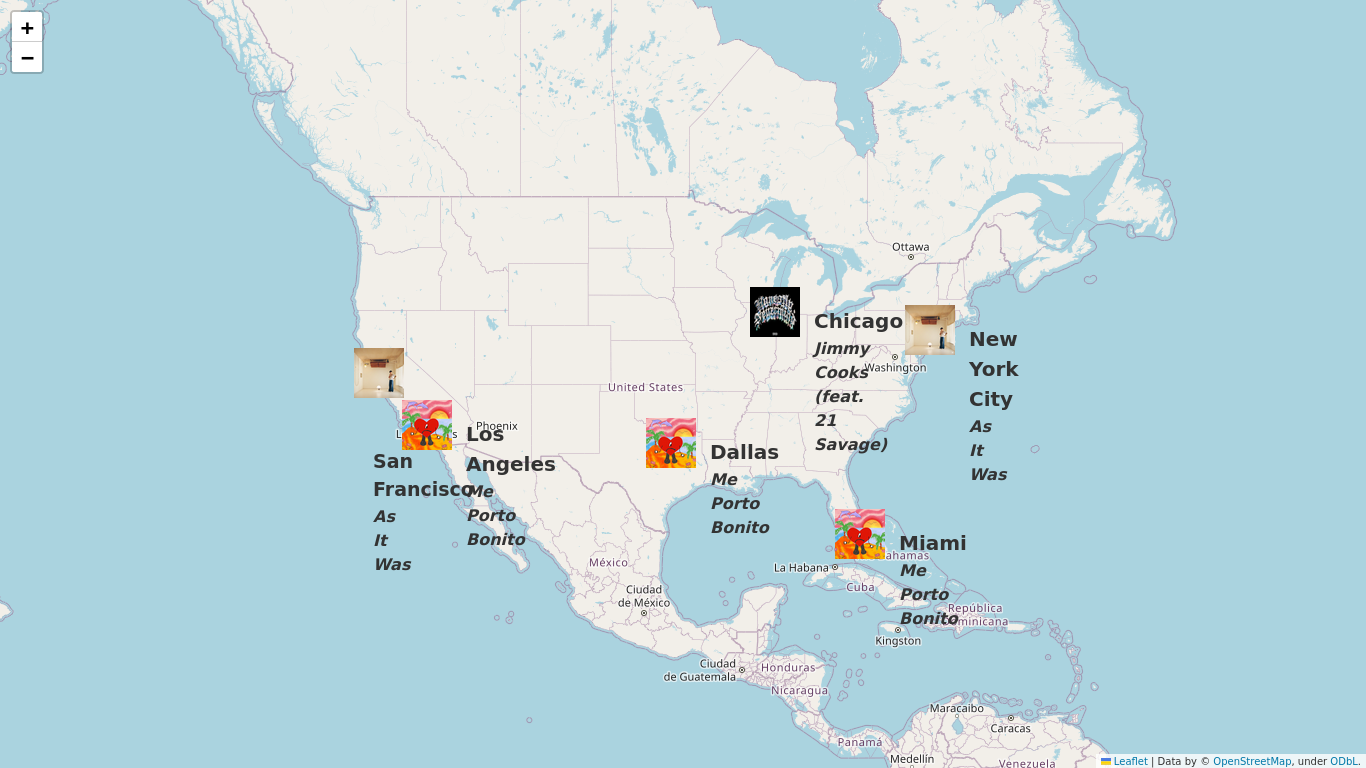 +
−
Ottawa
Chicago
Jimmy
Cooks
(feat.
21
Savage)
Washington
New
York
City
As
It
Was
United States
Phoenix
Los
Angeles
Me
Porto
Bonito
San
Francisco
As
It
Was
Dallas
Me
Porto
Bonito
Miami
Me
Porto
Bonito
México
La Habana
Cuba
Ciudad
de México
República
Kingston
Ciudad
de Guatemala
Honduras
Nicaragua
Maracaibo
Caracas
Panamá
Medellín
Venezuela
Leaflet | Data by © OpenStreetMap, under ODbL.